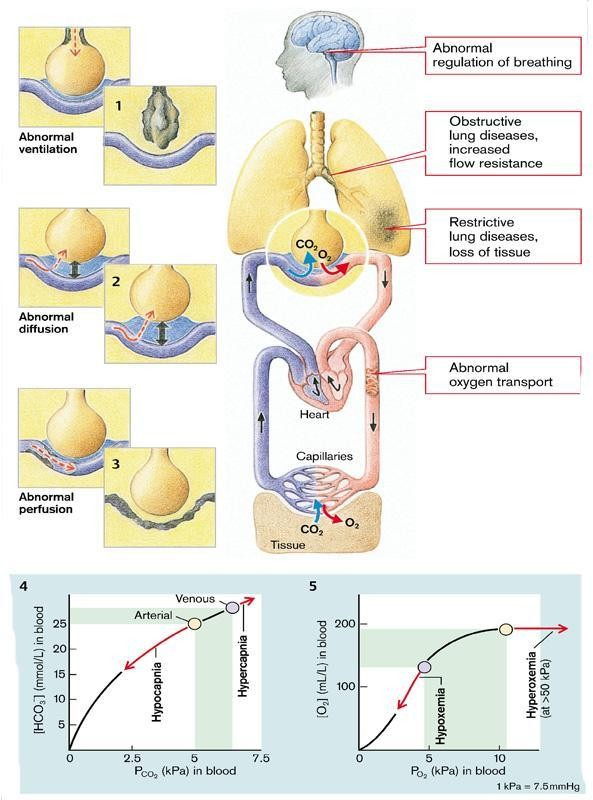 Abnormal
regulation of breathing
1
Abnormal
ventilation
Obstructive
lung diseases,
increased
flow resistance
Restrictive
lung diseases,
loss of tissue
CO2
O2
2
Abnormal
diffusion
Abnormal
oxygen transport
Heart
3
Abnormal
perfusion
Capillaries
CO2
O2
Tissue
4
[HCO3-] (mmol/L) in blood
25
20
15
10
5
0
2.5
5
7.5
Venous
Arterial
Hypocapnia
Hypercapnia
PCO2 (kPa) in blood
5
[O2] (mL/L) in blood
200
100
0
5
10
Hypoxemia
Hyperoxemia
(at >50 kPa)
PO2 (kPa) in blood
1 kPa = 7.5mmHg